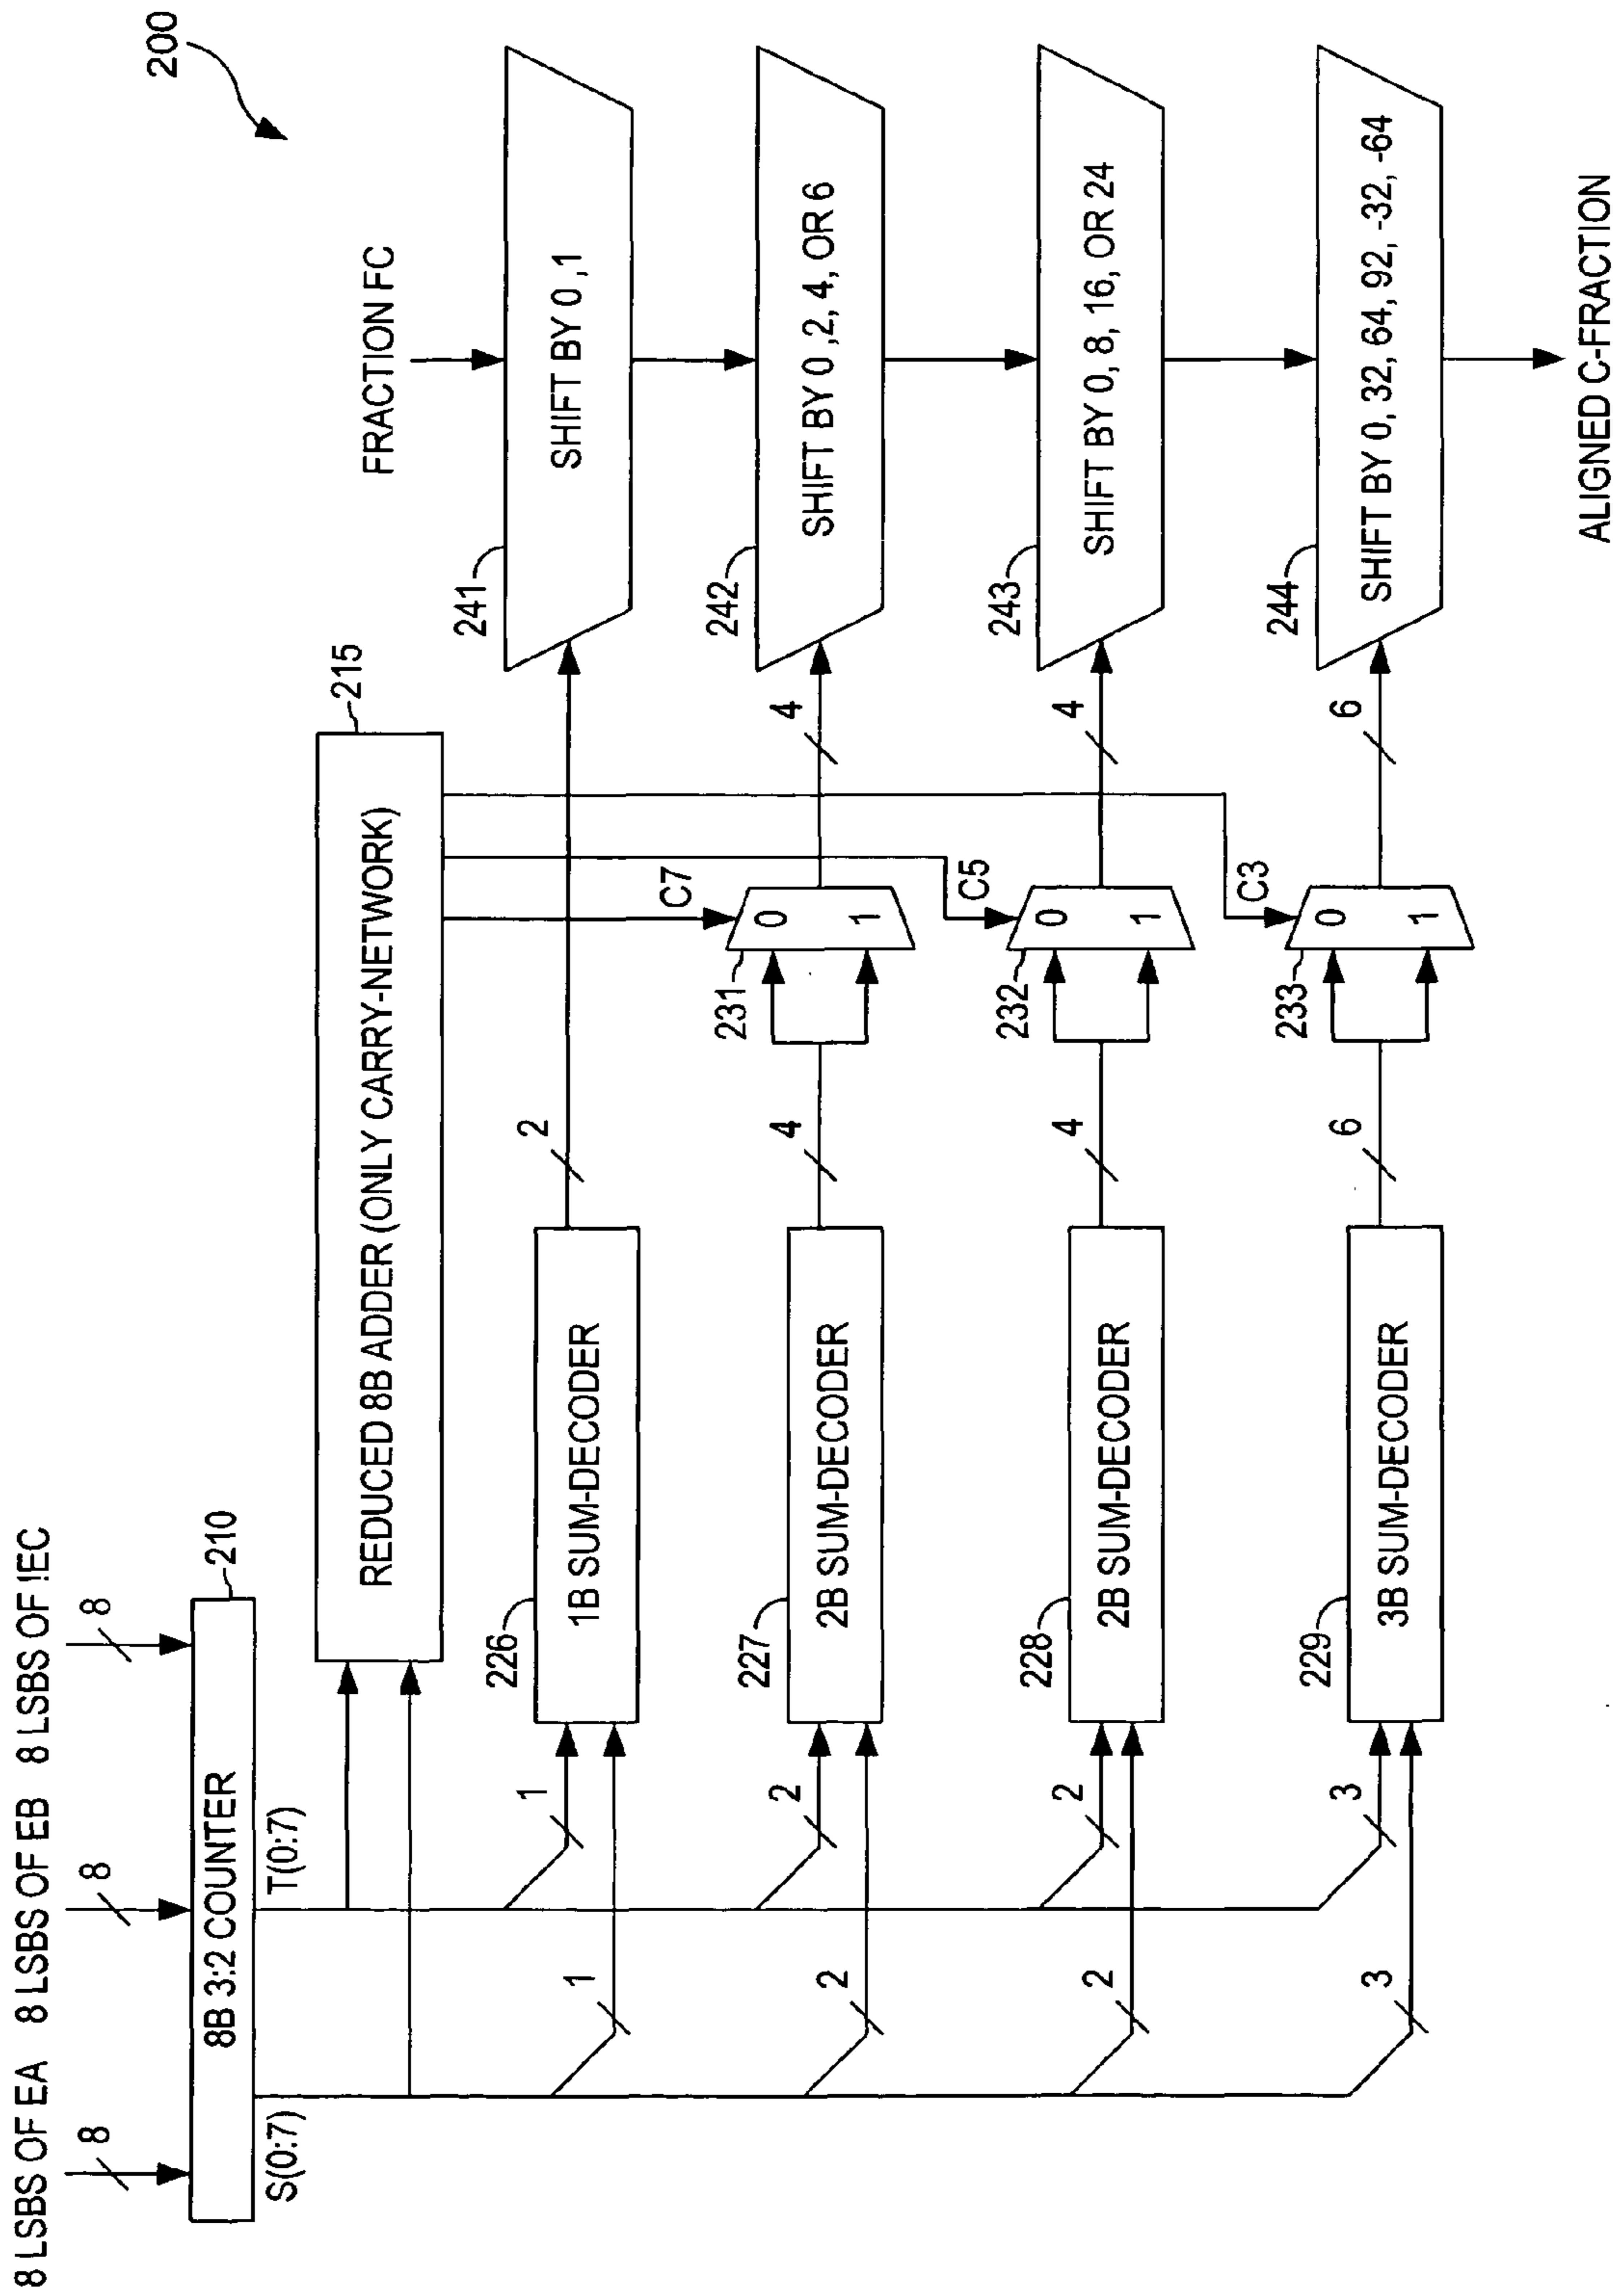 200
8 LSBS OF EA 8 LSBS OF EB 8 LSBS OF !EC
8
8
8
8B 3:2 COUNTER
210
S(0:7)
T(0:7)
REDUCED 8B ADDER (ONLY CARRY-NETWORK)
215
FRACTION FC
1
1
226
1B SUM-DECODER
2
241
SHIFT BY 0 ,1
2
2
227
2B SUM-DECODER
4
231
C7
0
1
4
242
SHIFT BY 0 ,2, 4, OR 6
2
2
228
2B SUM-DECODER
4
232
C5
0
1
4
243
SHIFT BY 0, 8, 16, OR 24
3
3
229
3B SUM-DECODER
6
233
C3
0
1
6
244
SHIFT BY 0, 32, 64, 92, -32, -64
ALIGNED C-FRACTION